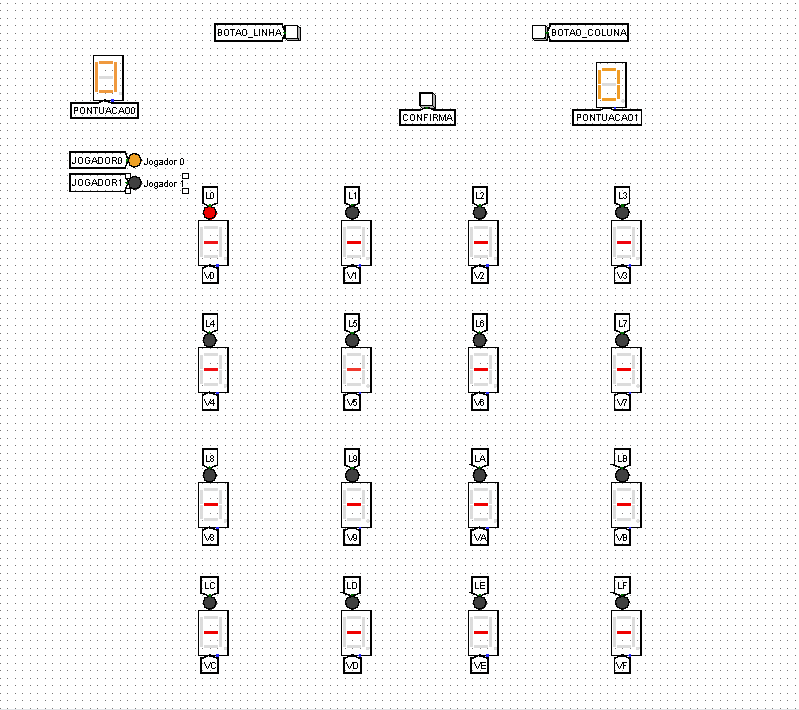 BOTAO_LINHA
BOTAO_COLUNA
0
0
PONTUACAO0
CONFIRMA
PONTUACAO1
JOGADOR0 Jogador 0
JOGADOR1 Jogador 1
L0 L1 L2 L3
- - - -
V0 V1 V2 V3
L4 L5 L6 L7
- - - -
V4 V5 V6 V7
L8 L9 LA LB
- - - -
V8 V9 VA VB
LC LD LE LF
- - - -
VC VD VE VF